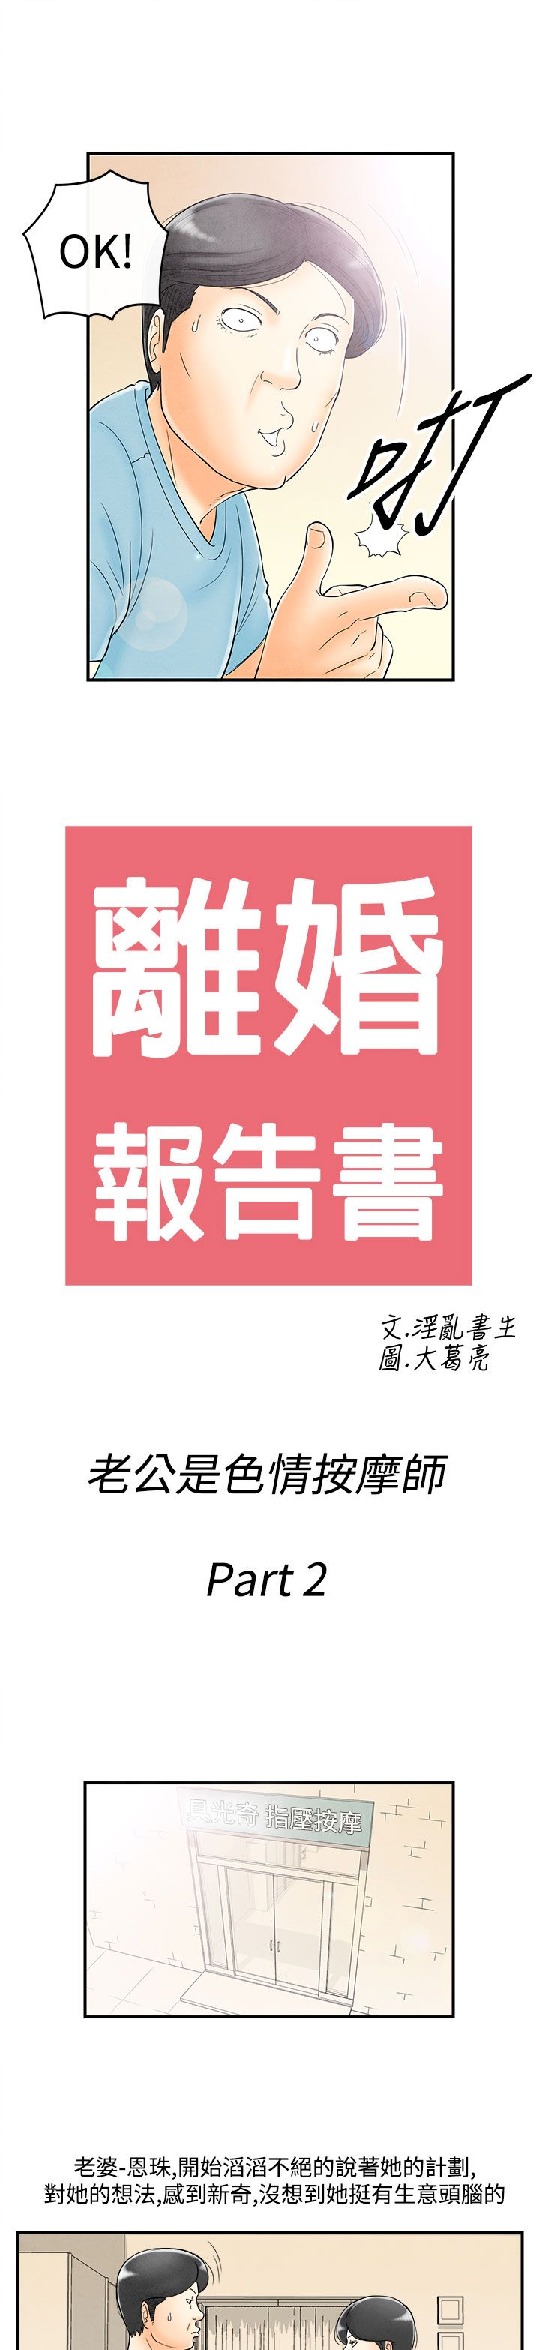 OK!
叮
離婚
報告書
文.淫亂書生
圖.大葛亮
老公是色情按摩師
Part 2
具光奇 指壓按摩
老婆-恩珠,開始滔滔不絕的說著她的計劃,
對她的想法,感到新奇,沒想到她挺有生意頭腦的